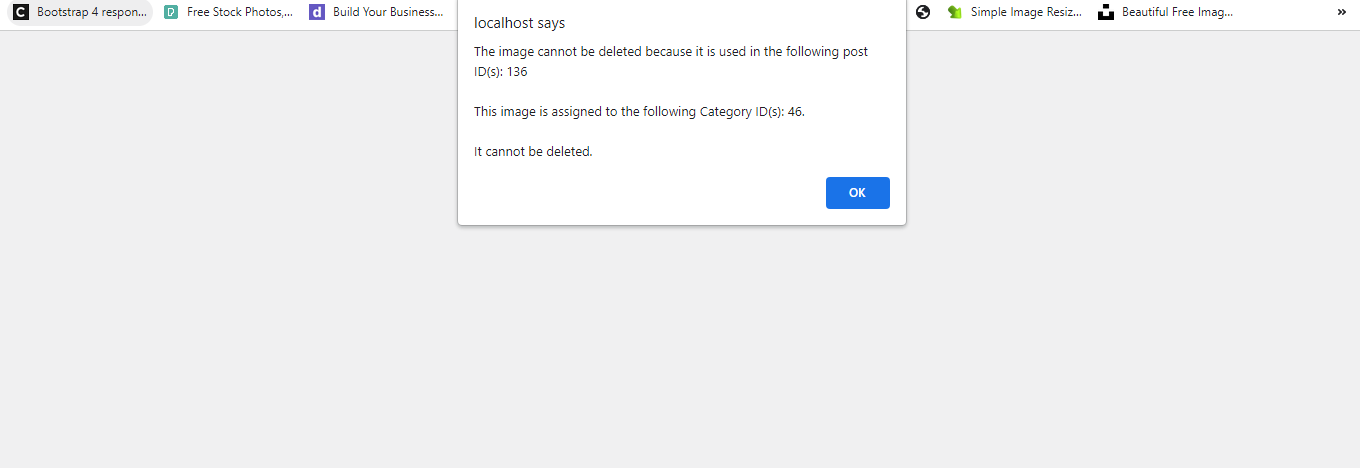 Bootstrap 4 respon...
Free Stock Photos,...
d Build Your Business...
Simple Image Resiz...
Beautiful Free Imag...
»
localhost says
The image cannot be deleted because it is used in the following post
ID(s): 136
This image is assigned to the following Category ID(s): 46.
It cannot be deleted.
OK